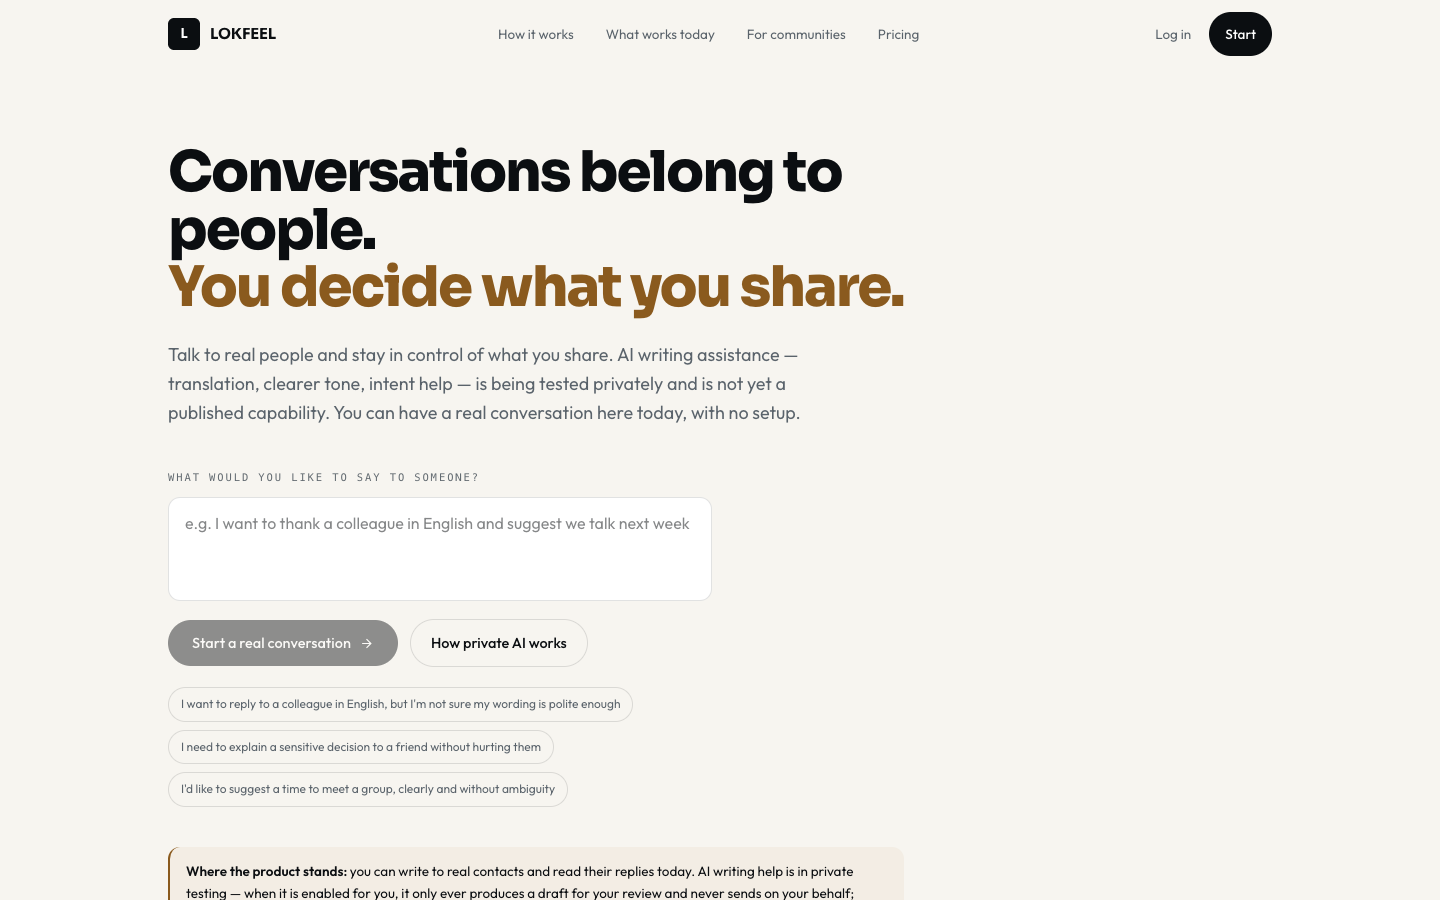 L LOKFEEL
How it works
What works today
For communities
Pricing
Log in
Start
Conversations belong to
people.
You decide what you share.
Talk to real people and stay in control of what you share. AI writing assistance —
translation, clearer tone, intent help — is being tested privately and is not yet a
published capability. You can have a real conversation here today, with no setup.
WHAT WOULD YOU LIKE TO SAY TO SOMEONE?
e.g. I want to thank a colleague in English and suggest we talk next week
Start a real conversation →
How private AI works
I want to reply to a colleague in English, but I'm not sure my wording is polite enough
I need to explain a sensitive decision to a friend without hurting them
I'd like to suggest a time to meet a group, clearly and without ambiguity
Where the product stands: you can write to real contacts and read their replies today. AI writing help is in private
testing — when it is enabled for you, it only ever produces a draft for your review and never sends on your behalf;